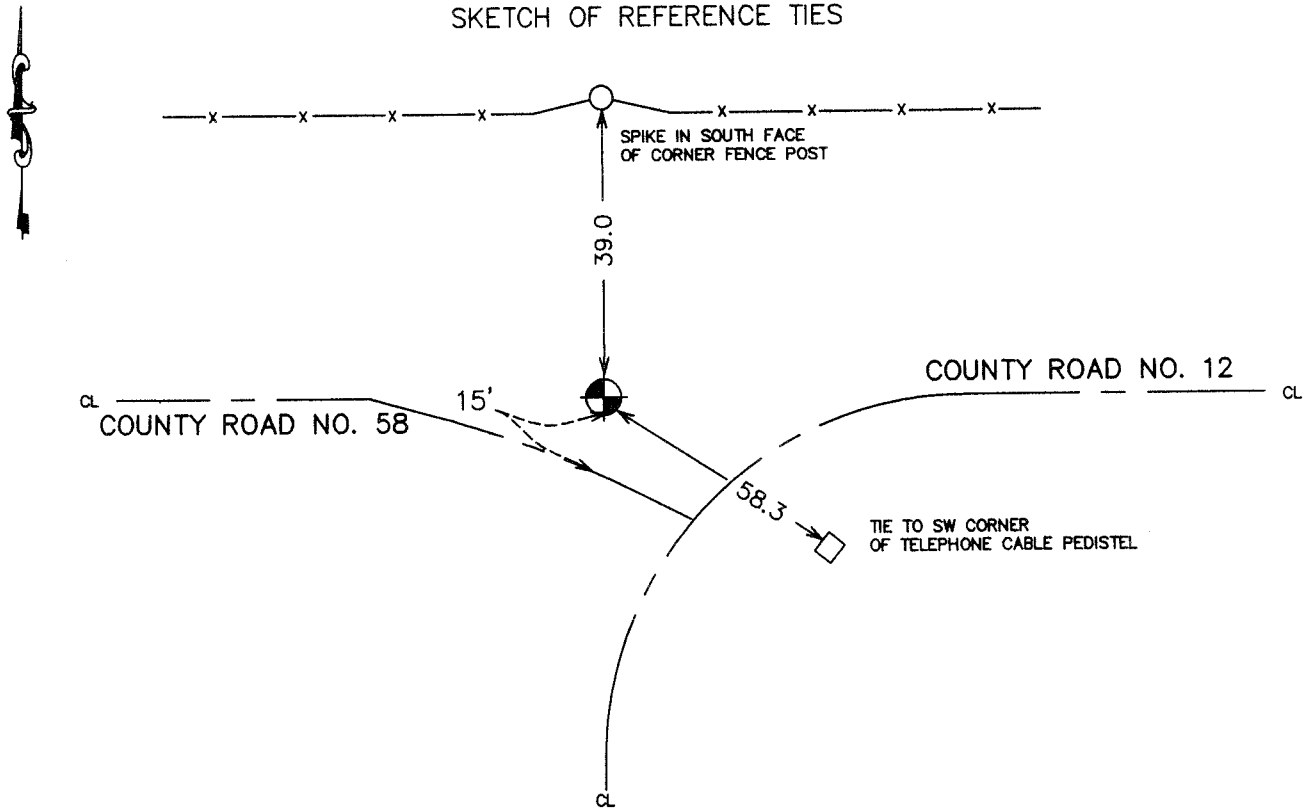 SKETCH OF REFERENCE TIES
x x x x x x x x
SPIKE IN SOUTH FACE
OF CORNER FENCE POST
39.0
COUNTY ROAD NO. 12
CL
CL
15'
COUNTY ROAD NO. 58
58.3
TIE TO SW CORNER
OF TELEPHONE CABLE PEDISTEL
CL